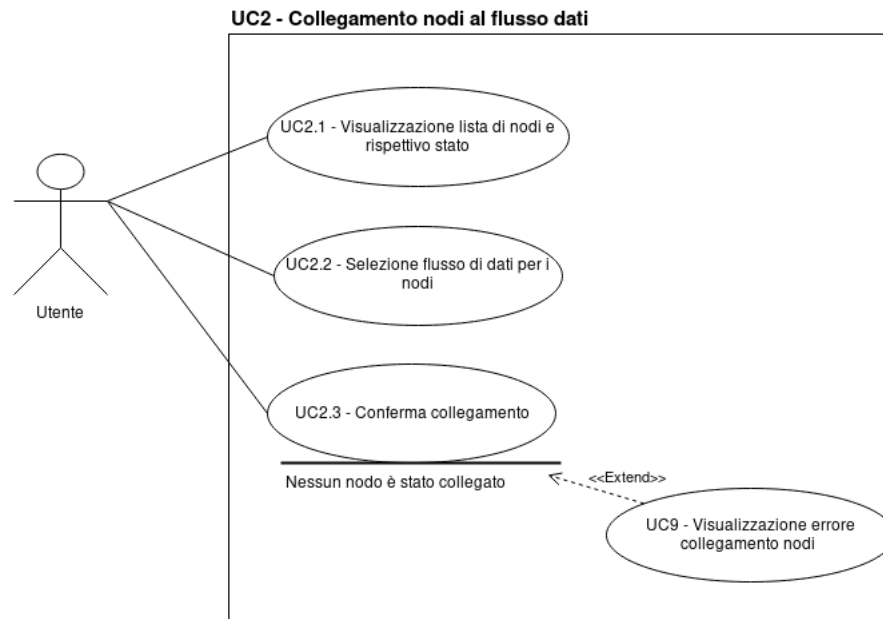 UC2 - Collegamento nodi al flusso dati
UC2.1 - Visualizzazione lista di nodi e
rispettivo stato
UC2.2 - Selezione flusso di dati per i
nodi
Utente
UC2.3 - Conferma collegamento
Nessun nodo è stato collegato
<<Extend>>
UC9 - Visualizzazione errore
collegamento nodi